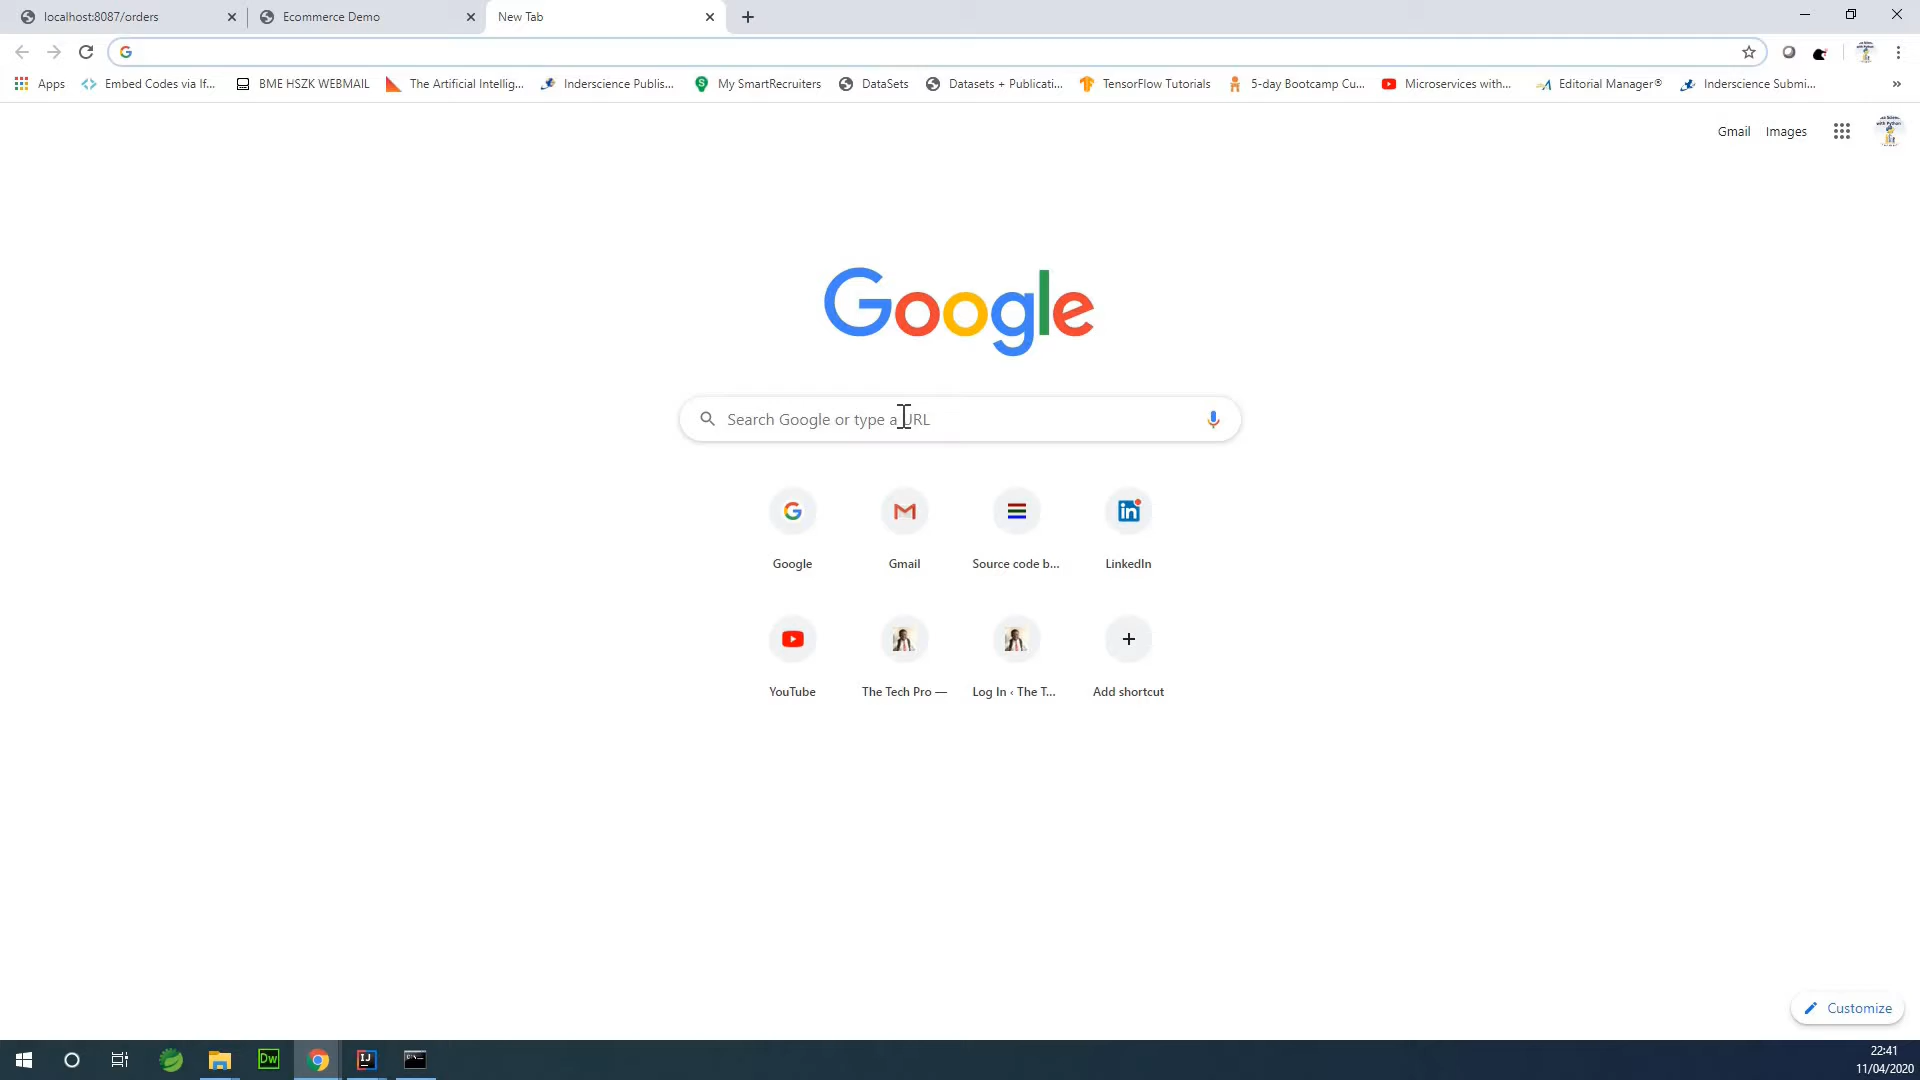 localhost:8087/orders
Ecommerce Demo
New Tab
Apps
Embed Codes via If...
BME HSZK WEBMAIL
The Artificial Intellig...
Inderscience Publis...
My SmartRecruiters
DataSets
Datasets + Publicati...
TensorFlow Tutorials
5-day Bootcamp Cu...
Microservices with...
Editorial Manager®
Inderscience Submi...
Gmail
Images
Google
Search Google or type a URL
Google
Gmail
Source code b...
LinkedIn
YouTube
The Tech Pro —
Log In ‹ The T...
Add shortcut
Customize
Dw
IJ
22:41
11/04/2020